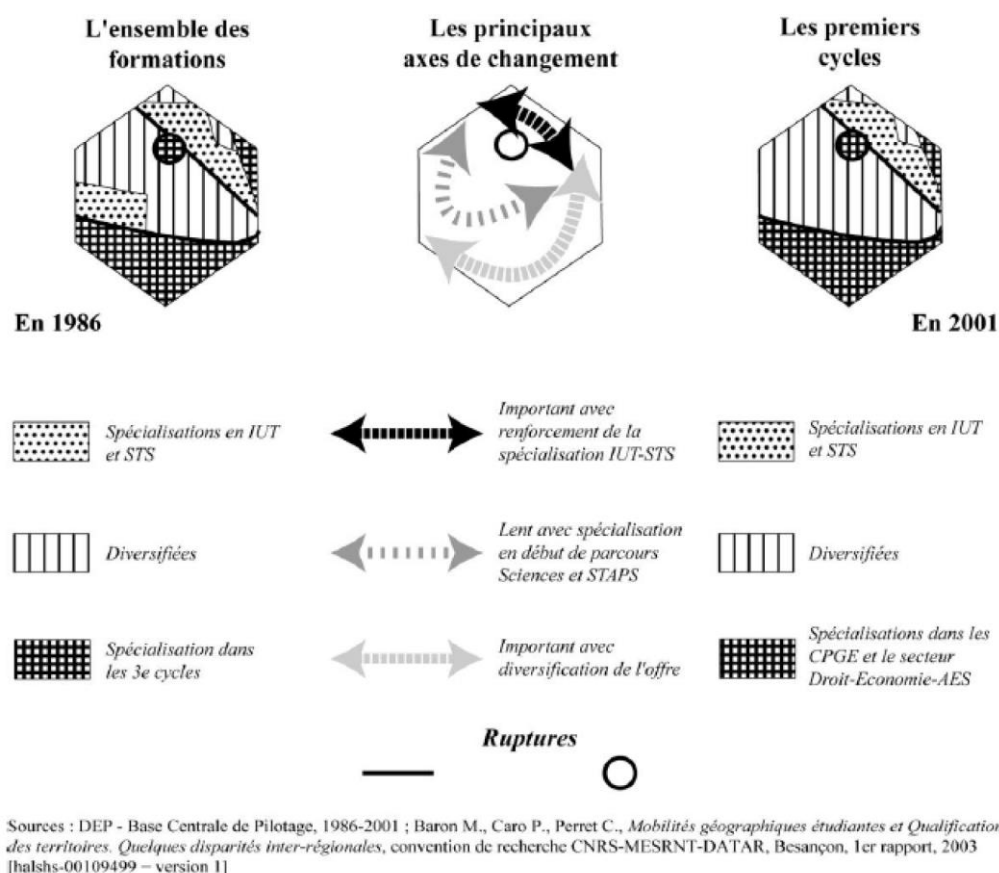 L'ensemble des
formations
Les principaux
axes de changement
Les premiers
cycles
En 1986
En 2001
Spécialisations en IUT
et STS
Important avec
renforcement de la
spécialisation IUT-STS
Spécialisations en IUT
et STS
Diversifiées
Lent avec spécialisation
en début de parcours
Sciences et STAPS
Diversifiées
Spécialisation dans
les 3e cycles
Important avec
diversification de l'offre
Spécialisations dans les
CPGE et le secteur
Droit-Economie-AES
Ruptures
Sources : DEP - Base Centrale de Pilotage, 1986-2001 ; Baron M., Caro P., Perret C., Mobilités géographiques étudiantes et Qualification
des territoires. Quelques disparités inter-régionales, convention de recherche CNRS-MESRNT-DATAR, Besançon, 1er rapport, 2003
[halshs-00109499 − version 1]